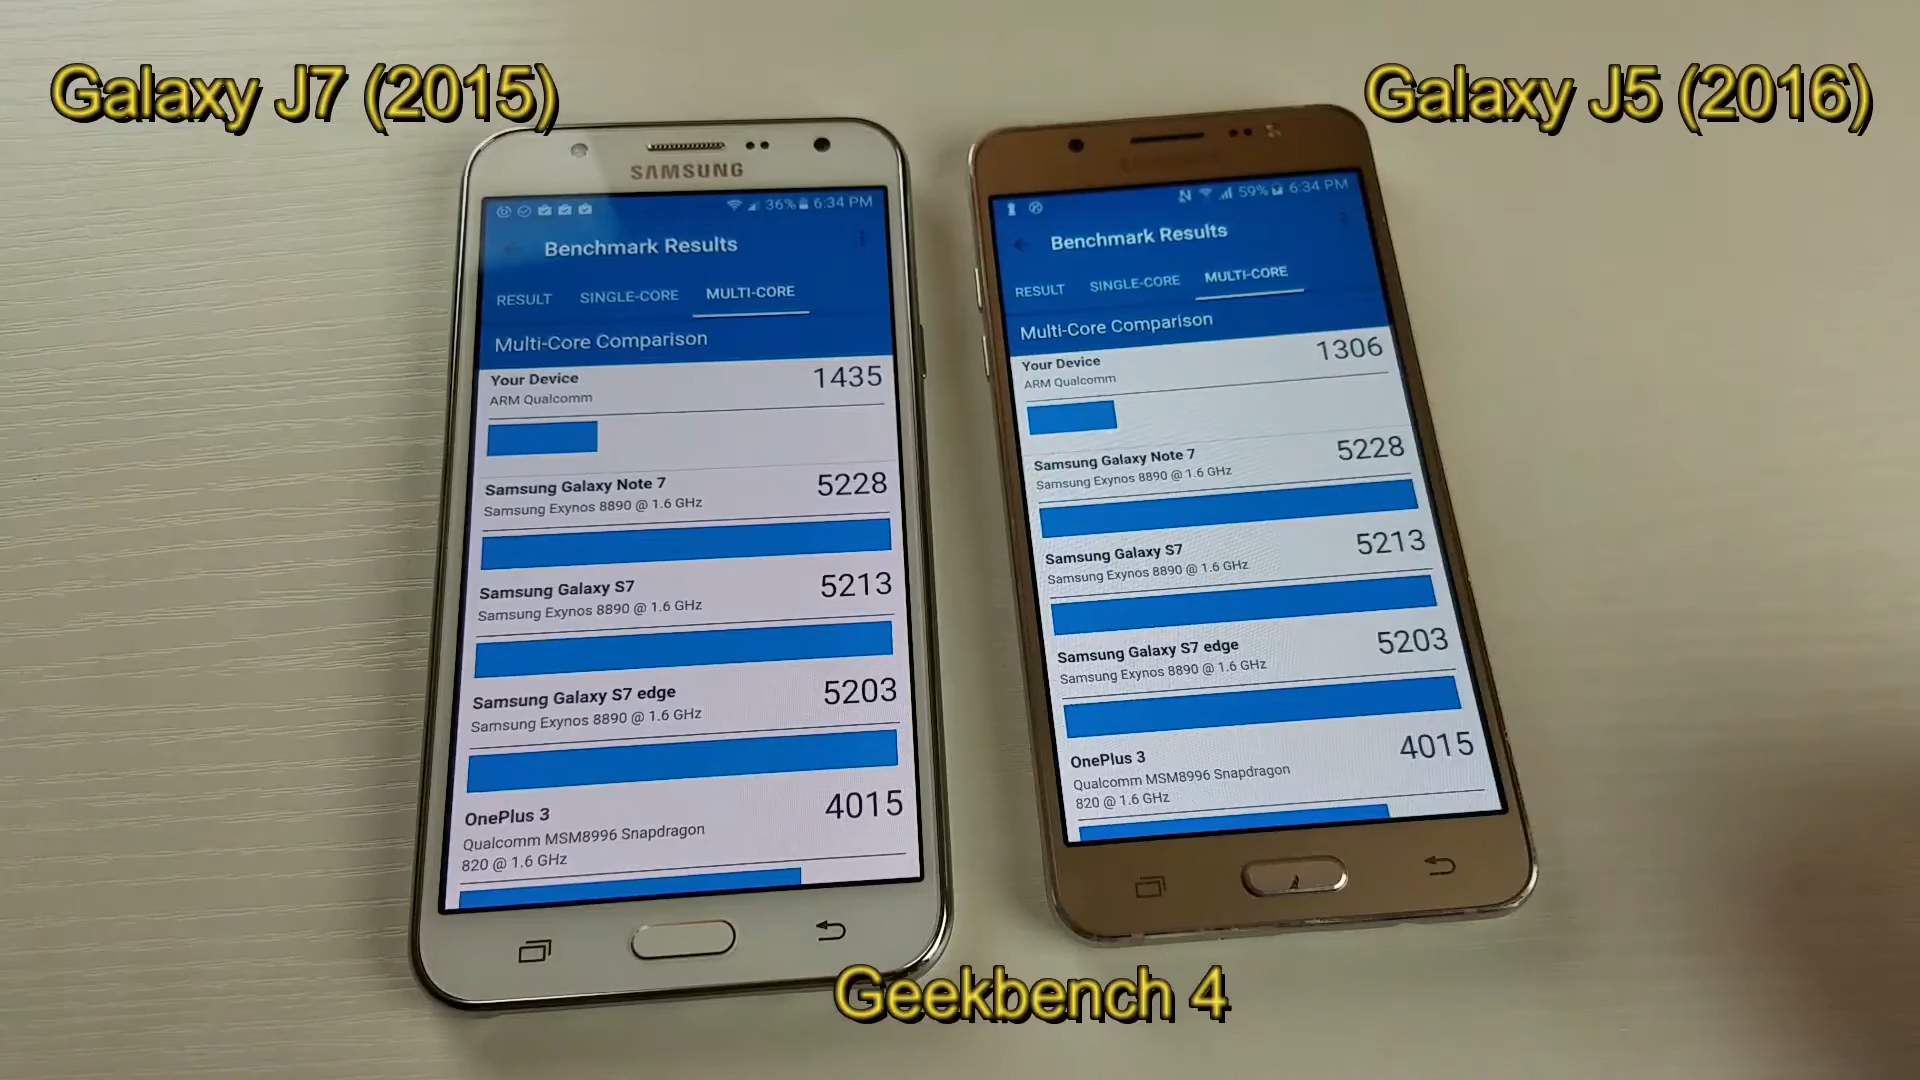 Galaxy J7 (2015)
Galaxy J5 (2016)
SAMSUNG
36% 6:34 PM
Benchmark Results
RESULT SINGLE-CORE MULTI-CORE
Multi-Core Comparison
Your Device 1435
ARM Qualcomm
Samsung Galaxy Note 7 5228
Samsung Exynos 8890 @ 1.6 GHz
Samsung Galaxy S7 5213
Samsung Exynos 8890 @ 1.6 GHz
Samsung Galaxy S7 edge 5203
Samsung Exynos 8890 @ 1.6 GHz
OnePlus 3 4015
Qualcomm MSM8996 Snapdragon
820 @ 1.6 GHz
59% 6:34 PM
Benchmark Results
RESULT SINGLE-CORE MULTI-CORE
Multi-Core Comparison
Your Device 1306
ARM Qualcomm
Samsung Galaxy Note 7 5228
Samsung Exynos 8890 @ 1.6 GHz
Samsung Galaxy S7 5213
Samsung Exynos 8890 @ 1.6 GHz
Samsung Galaxy S7 edge 5203
Samsung Exynos 8890 @ 1.6 GHz
OnePlus 3 4015
Qualcomm MSM8996 Snapdragon
820 @ 1.6 GHz
Geekbench 4